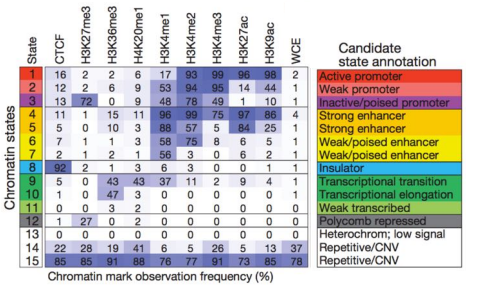 State CTCF H3K27me3 H3K36me3 H4K20me1 H3K4me1 H3K4me2 H3K4me3 H3K27ac H3K9ac WCE
Candidate
state annotation
Chromatin states
1 16 2 2 6 17 93 99 96 98 2 Active promoter
2 12 2 6 9 53 94 95 14 44 1 Weak promoter
3 13 72 0 9 48 78 49 1 10 1 Inactive/poised promoter
4 11 1 15 11 96 99 75 97 86 4 Strong enhancer
5 5 0 10 3 88 57 5 84 25 1 Strong enhancer
6 7 1 1 3 58 75 8 6 5 1 Weak/poised enhancer
7 2 1 2 1 56 3 0 6 2 1 Weak/poised enhancer
8 92 2 1 3 6 3 0 0 1 1 Insulator
9 5 0 43 43 37 11 2 9 4 1 Transcriptional transition
10 1 0 47 3 0 0 0 0 0 1 Transcriptional elongation
11 0 0 3 2 0 0 0 0 0 0 Weak transcribed
12 1 27 0 2 0 0 0 0 0 0 Polycomb repressed
13 0 0 0 0 0 0 0 0 0 0 Heterochrom; low signal
14 22 28 19 41 6 5 26 5 13 37 Repetitive/CNV
15 85 85 91 88 76 77 91 73 85 78 Repetitive/CNV
Chromatin mark observation frequency (%)